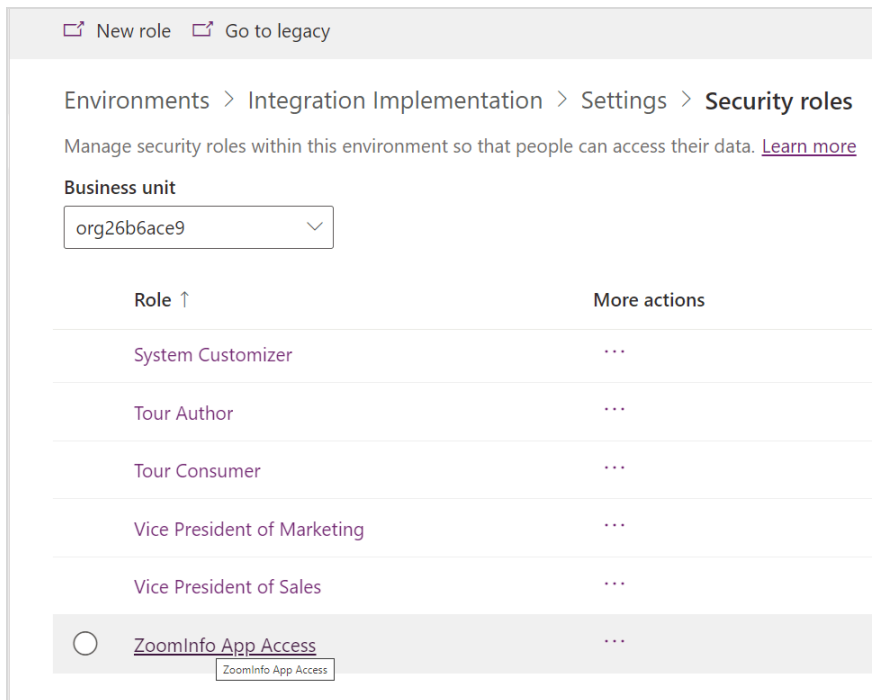 New role Go to legacy
Environments > Integration Implementation > Settings > Security roles
Manage security roles within this environment so that people can access their data. Learn more
Business unit
org26b6ace9
Role ↑ More actions
System Customizer ...
Tour Author ...
Tour Consumer ...
Vice President of Marketing ...
Vice President of Sales ...
ZoomInfo App Access ...
ZoomInfo App Access